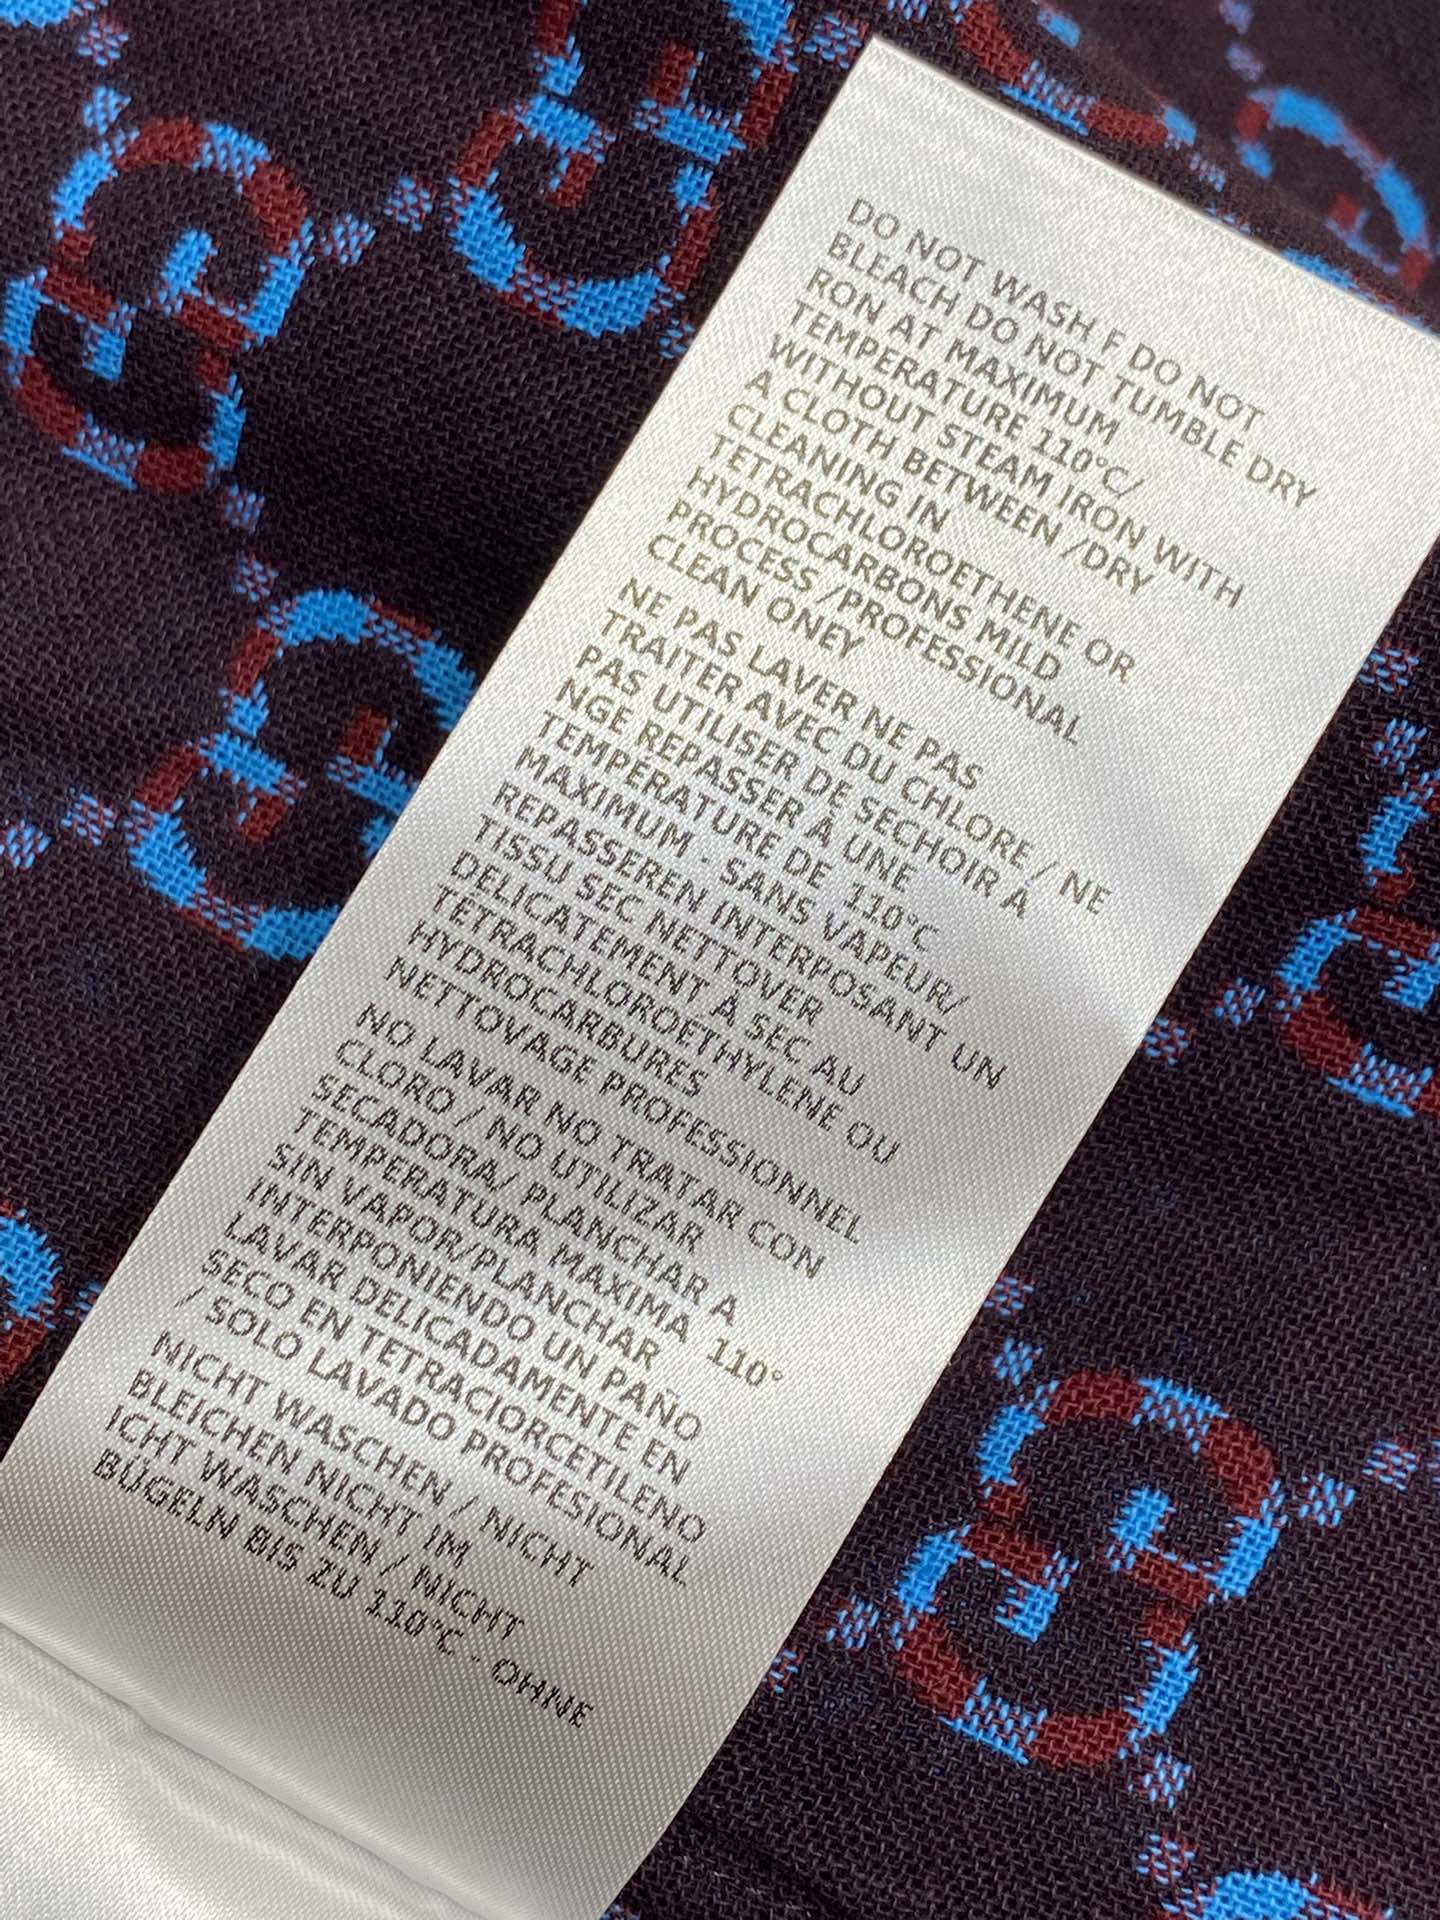 DO NOT WASH F DO NOT
BLEACH DO NOT TUMBLE DRY
RON AT MAXIMUM
TEMPERATURE 110°C/
WITHOUT STEAM IRON WITH
A CLOTH BETWEEN /DRY
CLEANING IN
TETRACHLOROETHENE OR
HYDROCARBONS MILD
PROCESS /PROFESSIONAL
CLEAN ONEY
NE PAS LAVER NE PAS
TRAITER AVEC DU CHLORE / NE
PAS UTILISER DE SECHOIR À
NGE REPASSER À UNE
TEMPÉRATURE DE 110°C
MAXIMUM - SANS VAPEUR/
REPASSEREN INTERPOSANT UN
TISSU SEC NETTOVER
DELICATEMENT À SEC AU
TÉTRACHLOROETHYLENE OU
HYDROCARBURES
NETTOVAGE PROFESSIONNEL
NO LAVAR NO TRATAR CON
CLORO / NO UTILIZAR
SECADORA/ PLANCHAR A
TEMPERATURA MAXIMA 110°
SIN VAPOR/PLANCHAR
INTERPONIENDO UN PAÑO
LAVAR DELICADAMENTE EN
SECO EN TETRACIORCETILENO
/ SOLO LAVADO PROFESIONAL
NICHT WASCHEN / NICHT
BLEICHEN NICHT IM
ICHT WASCHEN / NICHT
BÜGELN BIS ZU 110°C - OHNE